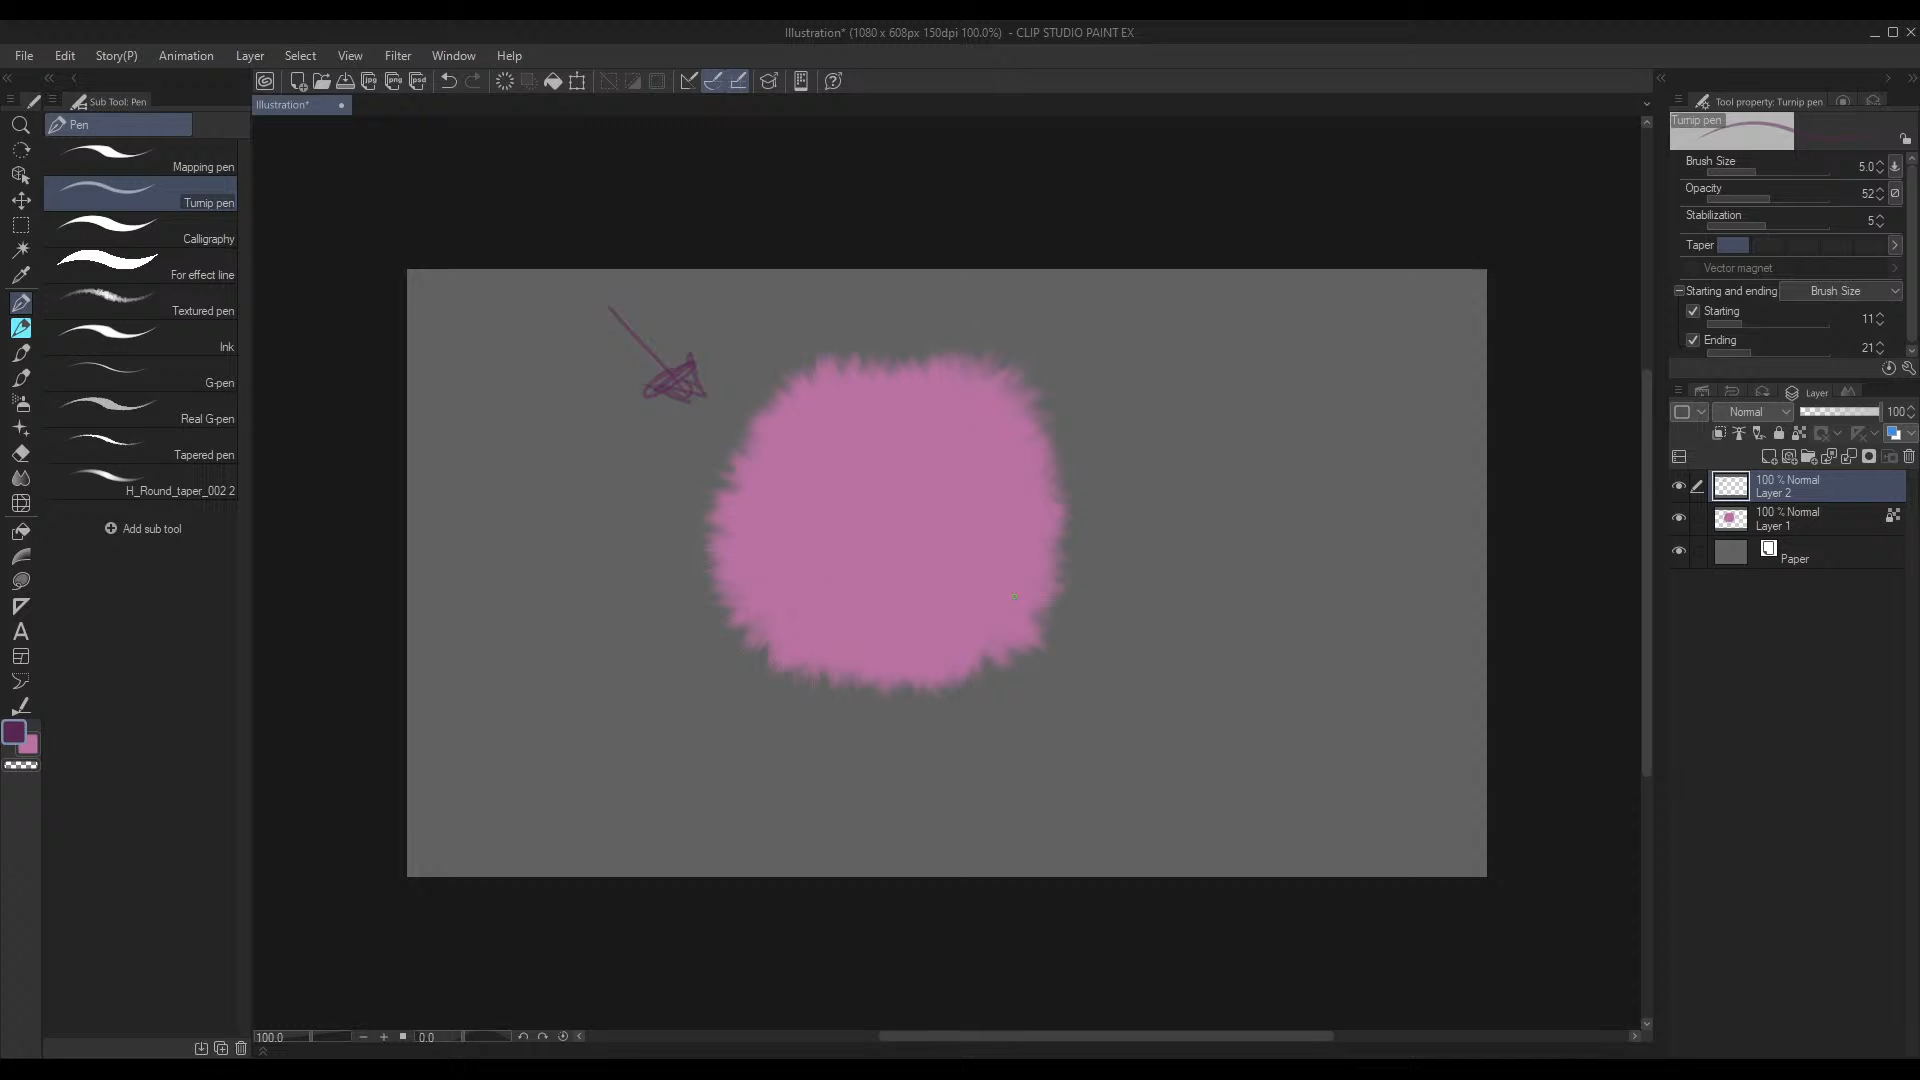 Illustration* (1080 x 608px 150dpi 100.0%) - CLIP STUDIO PAINT EX
File Edit Story(P) Animation Layer Select View Filter Window Help
Sub Tool: Pen
Pen
Mapping pen
Turnip pen
Calligraphy
For effect line
Textured pen
Ink
G-pen
Real G-pen
Tapered pen
H_Round_taper_002 2
Add sub tool
Illustration*
100.0
0.0
Tool property: Turnip pen
Turnip pen
Brush Size 5.0
Opacity 52
Stabilization 5
Taper
Vector magnet
Starting and ending Brush Size
Starting 11
Ending 21
Layer
Normal 100
100 % Normal
Layer 2
100 % Normal
Layer 1
Paper